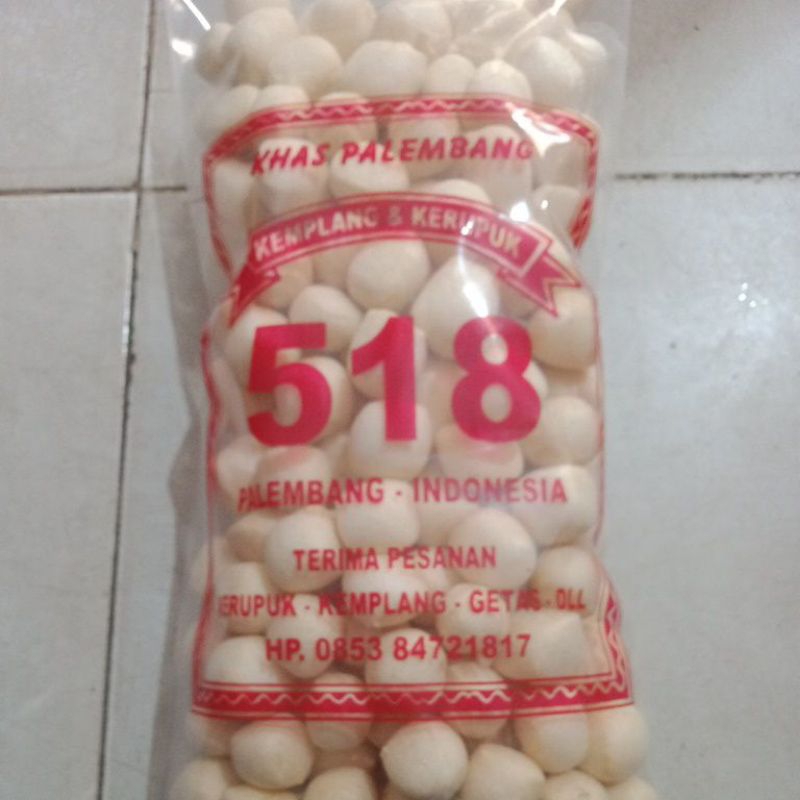 KHAS PALEMBANG
KEMPLANG & KERUPUK
518
PALEMBANG - INDONESIA
TERIMA PESANAN
KERUPUK - KEMPLANG - GETAS - DLL
HP. 0853 84721817